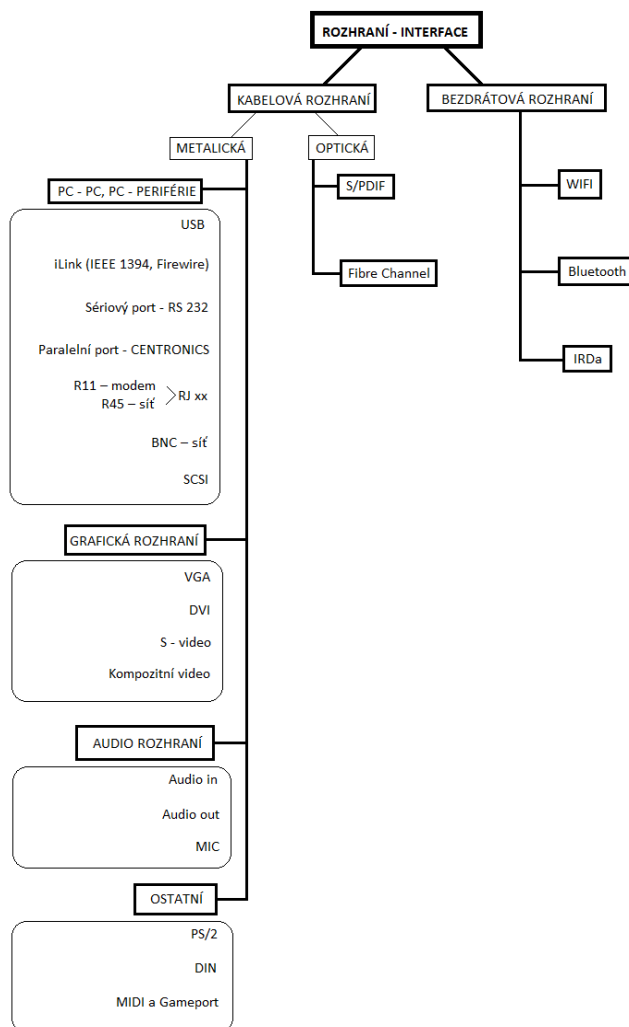 ROZHRANÍ - INTERFACE
KABELOVÁ ROZHRANÍ
BEZDRÁTOVÁ ROZHRANÍ
METALICKÁ
OPTICKÁ
PC - PC, PC - PERIFÉRIE
USB
iLink (IEEE 1394, Firewire)
Sériový port - RS 232
Paralelní port - CENTRONICS
R11 – modem
R45 – síť
RJ xx
BNC – síť
SCSI
GRAFICKÁ ROZHRANÍ
VGA
DVI
S - video
Kompozitní video
AUDIO ROZHRANÍ
Audio in
Audio out
MIC
OSTATNÍ
PS/2
DIN
MIDI a Gameport
S/PDIF
Fibre Channel
WIFI
Bluetooth
IRDa